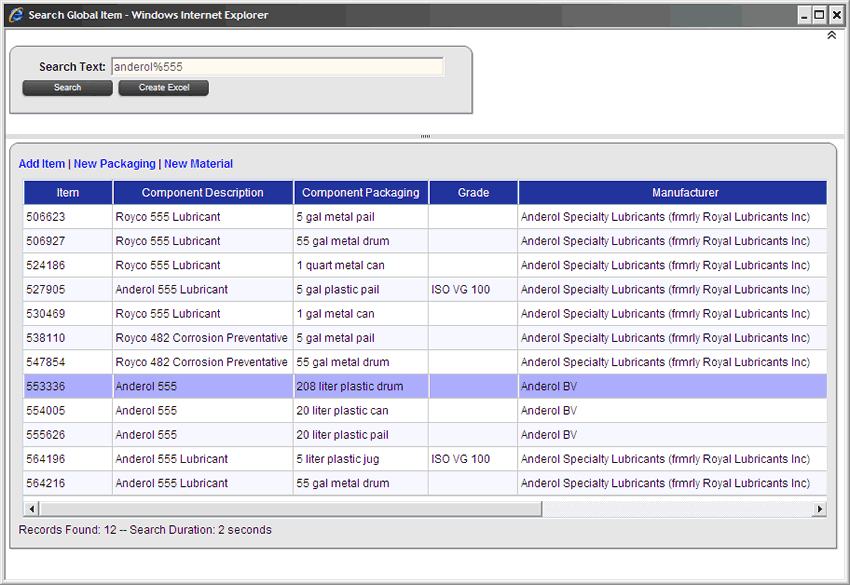 Search Global Item - Windows Internet Explorer
Search Text: anderol%555
Search Create Excel
Add Item | New Packaging | New Material
Item Component Description Component Packaging Grade Manufacturer
506623 Royco 555 Lubricant 5 gal metal pail Anderol Specialty Lubricants (frmrly Royal Lubricants Inc)
506927 Royco 555 Lubricant 55 gal metal drum Anderol Specialty Lubricants (frmrly Royal Lubricants Inc)
524186 Royco 555 Lubricant 1 quart metal can Anderol Specialty Lubricants (frmrly Royal Lubricants Inc)
527905 Anderol 555 Lubricant 5 gal plastic pail ISO VG 100 Anderol Specialty Lubricants (frmrly Royal Lubricants Inc)
530469 Royco 555 Lubricant 1 gal metal can Anderol Specialty Lubricants (frmrly Royal Lubricants Inc)
538110 Royco 482 Corrosion Preventative 5 gal metal pail Anderol Specialty Lubricants (frmrly Royal Lubricants Inc)
547854 Royco 482 Corrosion Preventative 55 gal metal drum Anderol Specialty Lubricants (frmrly Royal Lubricants Inc)
553336 Anderol 555 208 liter plastic drum Anderol BV
554005 Anderol 555 20 liter plastic can Anderol BV
555626 Anderol 555 20 liter plastic pail Anderol BV
564196 Anderol 555 Lubricant 5 liter plastic jug ISO VG 100 Anderol Specialty Lubricants (frmrly Royal Lubricants Inc)
564216 Anderol 555 Lubricant 55 gal metal drum Anderol Specialty Lubricants (frmrly Royal Lubricants Inc)
Records Found: 12 -- Search Duration: 2 seconds